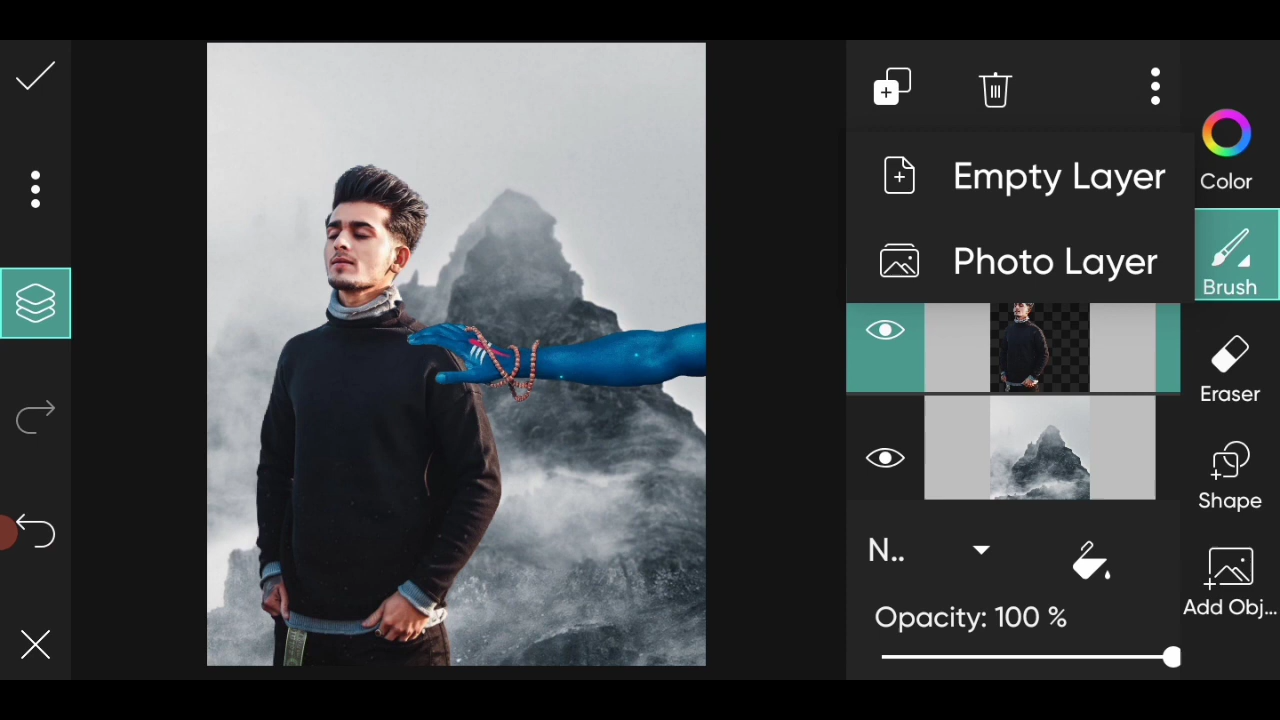 Empty Layer
Photo Layer
N..
Opacity: 100 %
Color
Brush
Eraser
Shape
Add Obj...